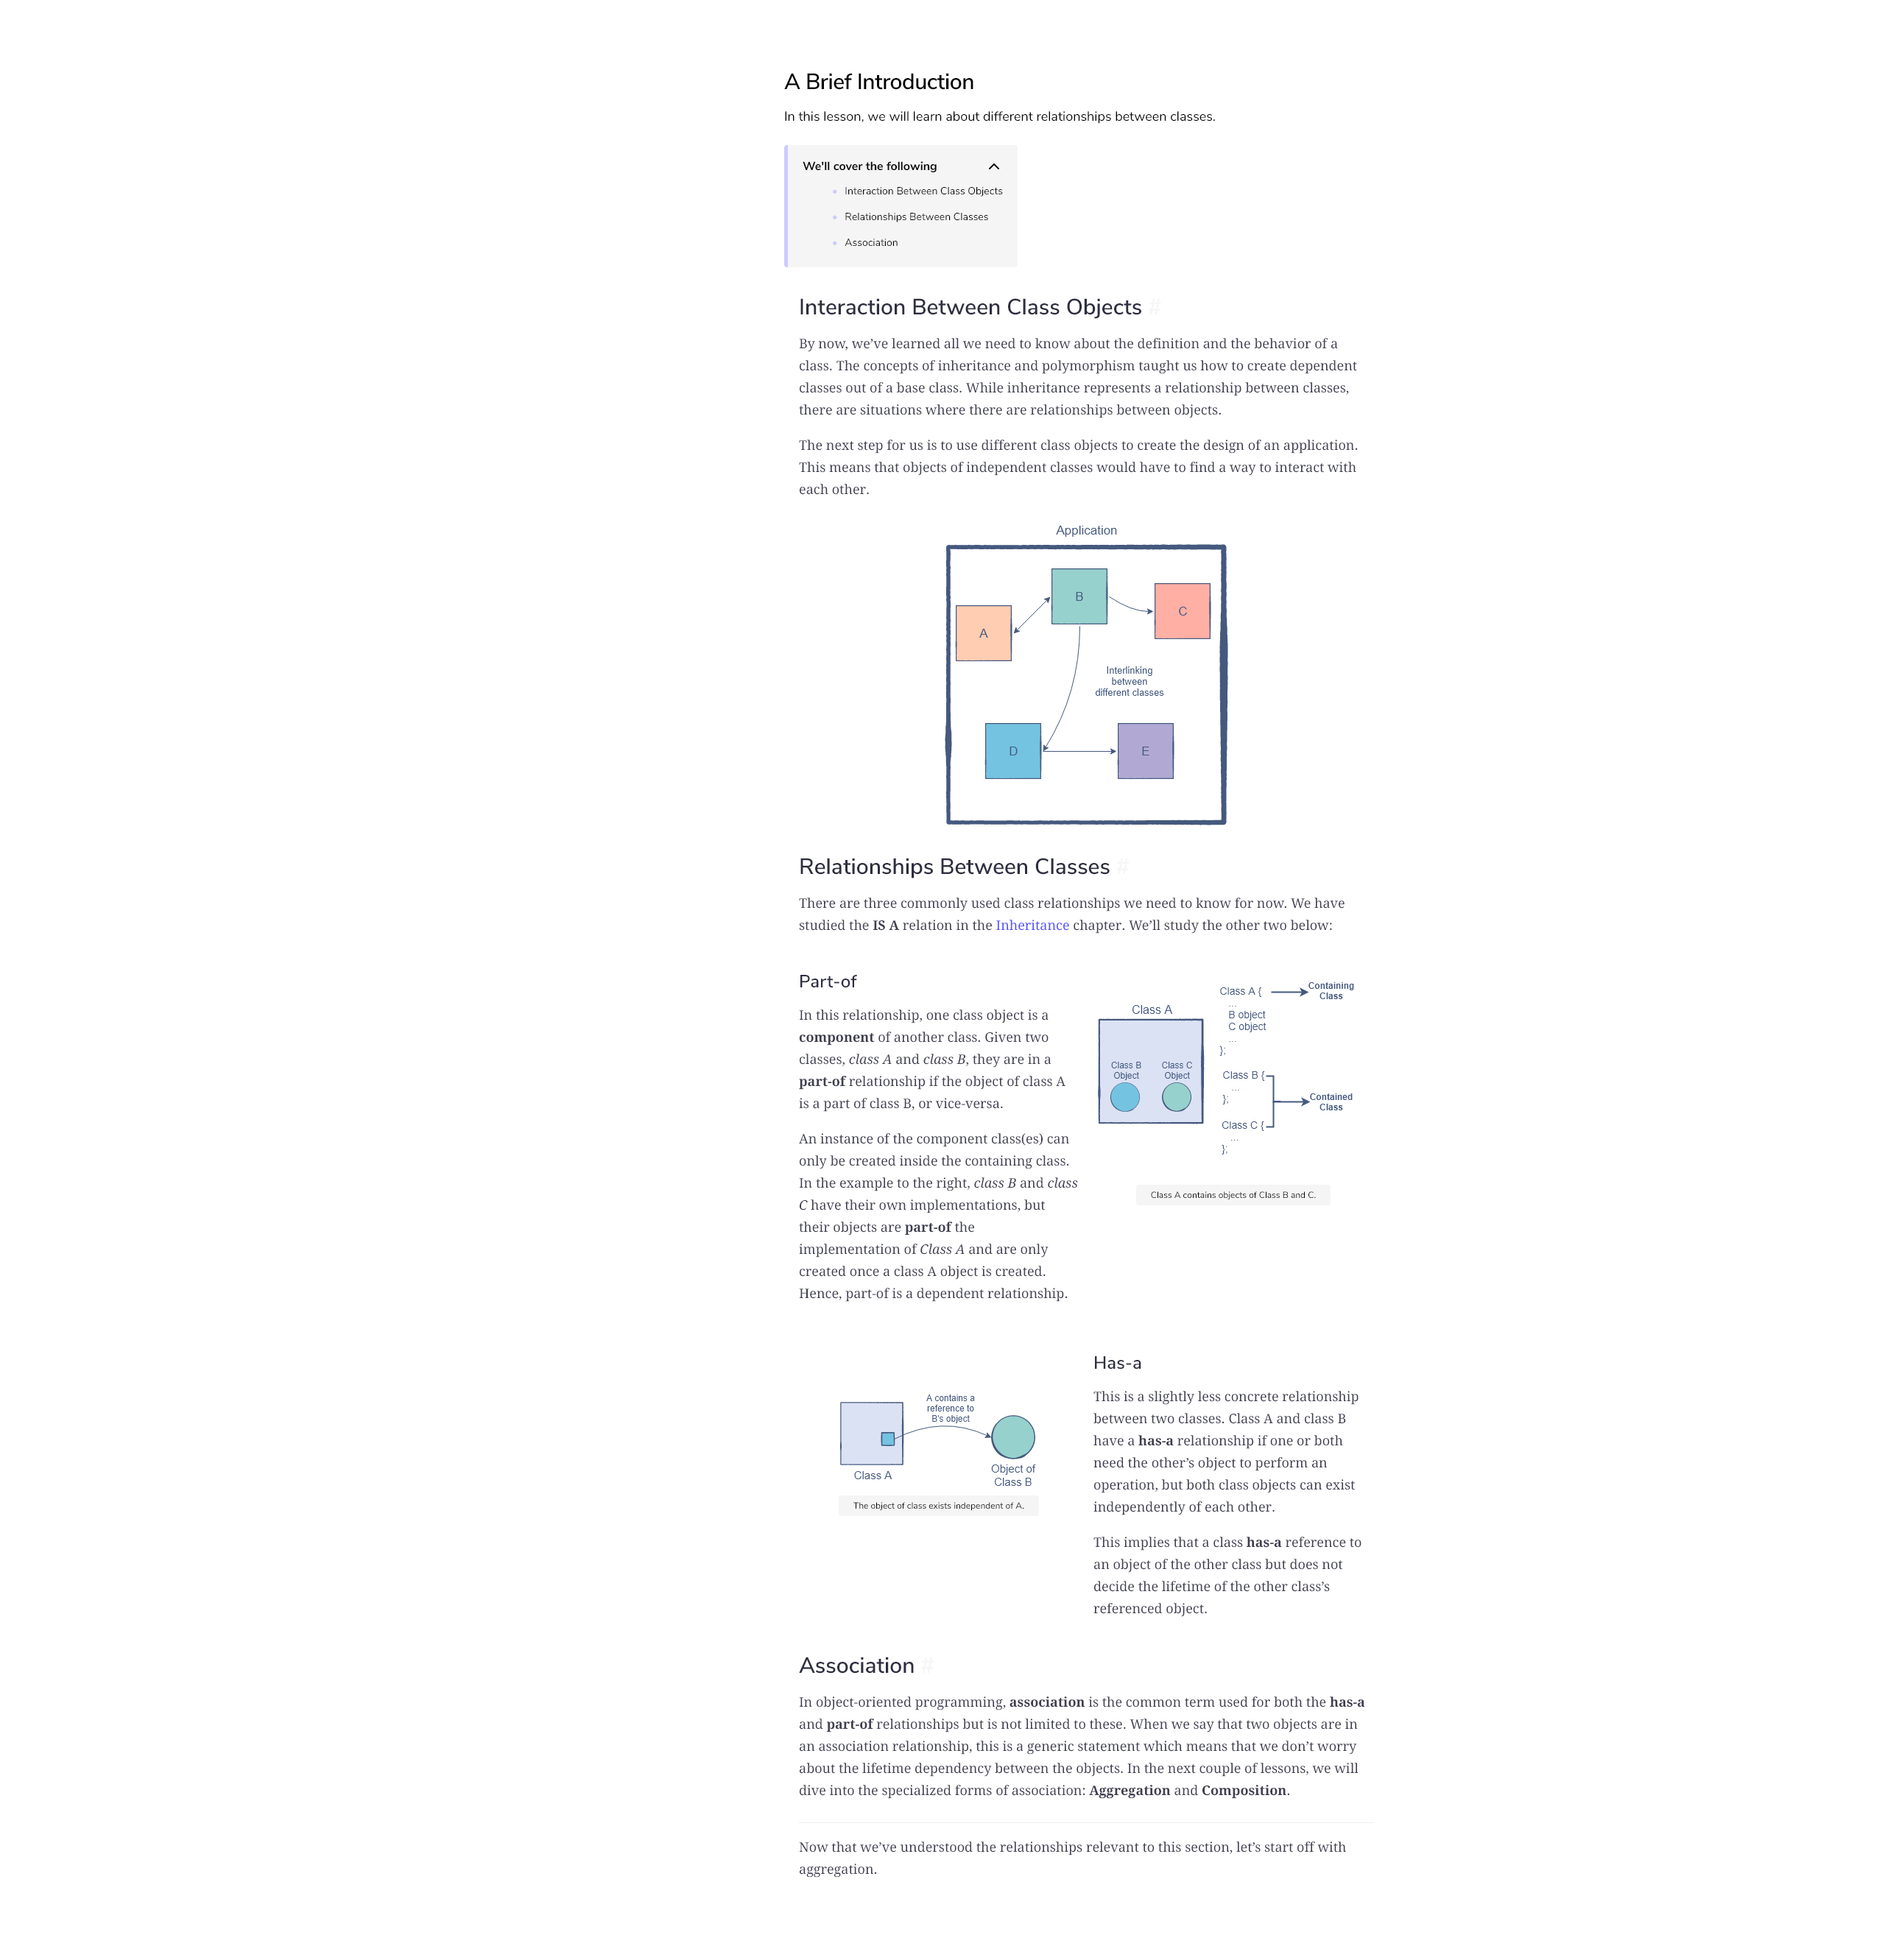 A Brief Introduction
In this lesson, we will learn about different relationships between classes.
We'll cover the following
Interaction Between Class Objects
Relationships Between Classes
Association
Interaction Between Class Objects #
By now, we’ve learned all we need to know about the definition and the behavior of a
class. The concepts of inheritance and polymorphism taught us how to create dependent
classes out of a base class. While inheritance represents a relationship between classes,
there are situations where there are relationships between objects.
The next step for us is to use different class objects to create the design of an application.
This means that objects of independent classes would have to find a way to interact with
each other.
Application
B
C
A
Interlinking
between
different classes
D
E
Relationships Between Classes #
There are three commonly used class relationships we need to know for now. We have
studied the IS A relation in the Inheritance chapter. We’ll study the other two below:
Part-of
In this relationship, one class object is a
component of another class. Given two
classes, class A and class B, they are in a
part-of relationship if the object of class A
is a part of class B, or vice-versa.
An instance of the component class(es) can
only be created inside the containing class.
In the example to the right, class B and class
C have their own implementations, but
their objects are part-of the
implementation of Class A and are only
created once a class A object is created.
Hence, part-of is a dependent relationship.
Class A
Class B
Object
Class C
Object
Class A {
...
B object
C object
...
};
Containing
Class
Class B {
...
};
Class C {
...
};
Contained
Class
Class A contains objects of Class B and C.
A contains a
reference to
B's object
Class A
Object of
Class B
The object of class exists independent of A.
Has-a
This is a slightly less concrete relationship
between two classes. Class A and class B
have a has-a relationship if one or both
need the other’s object to perform an
operation, but both class objects can exist
independently of each other.
This implies that a class has-a reference to
an object of the other class but does not
decide the lifetime of the other class’s
referenced object.
Association #
In object-oriented programming, association is the common term used for both the has-a
and part-of relationships but is not limited to these. When we say that two objects are in
an association relationship, this is a generic statement which means that we don’t worry
about the lifetime dependency between the objects. In the next couple of lessons, we will
dive into the specialized forms of association: Aggregation and Composition.
Now that we’ve understood the relationships relevant to this section, let’s start off with
aggregation.